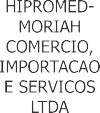 HIPROMED-
MORIAH
COMERCIO,
IMPORTACAO
E SERVICOS
LTDA